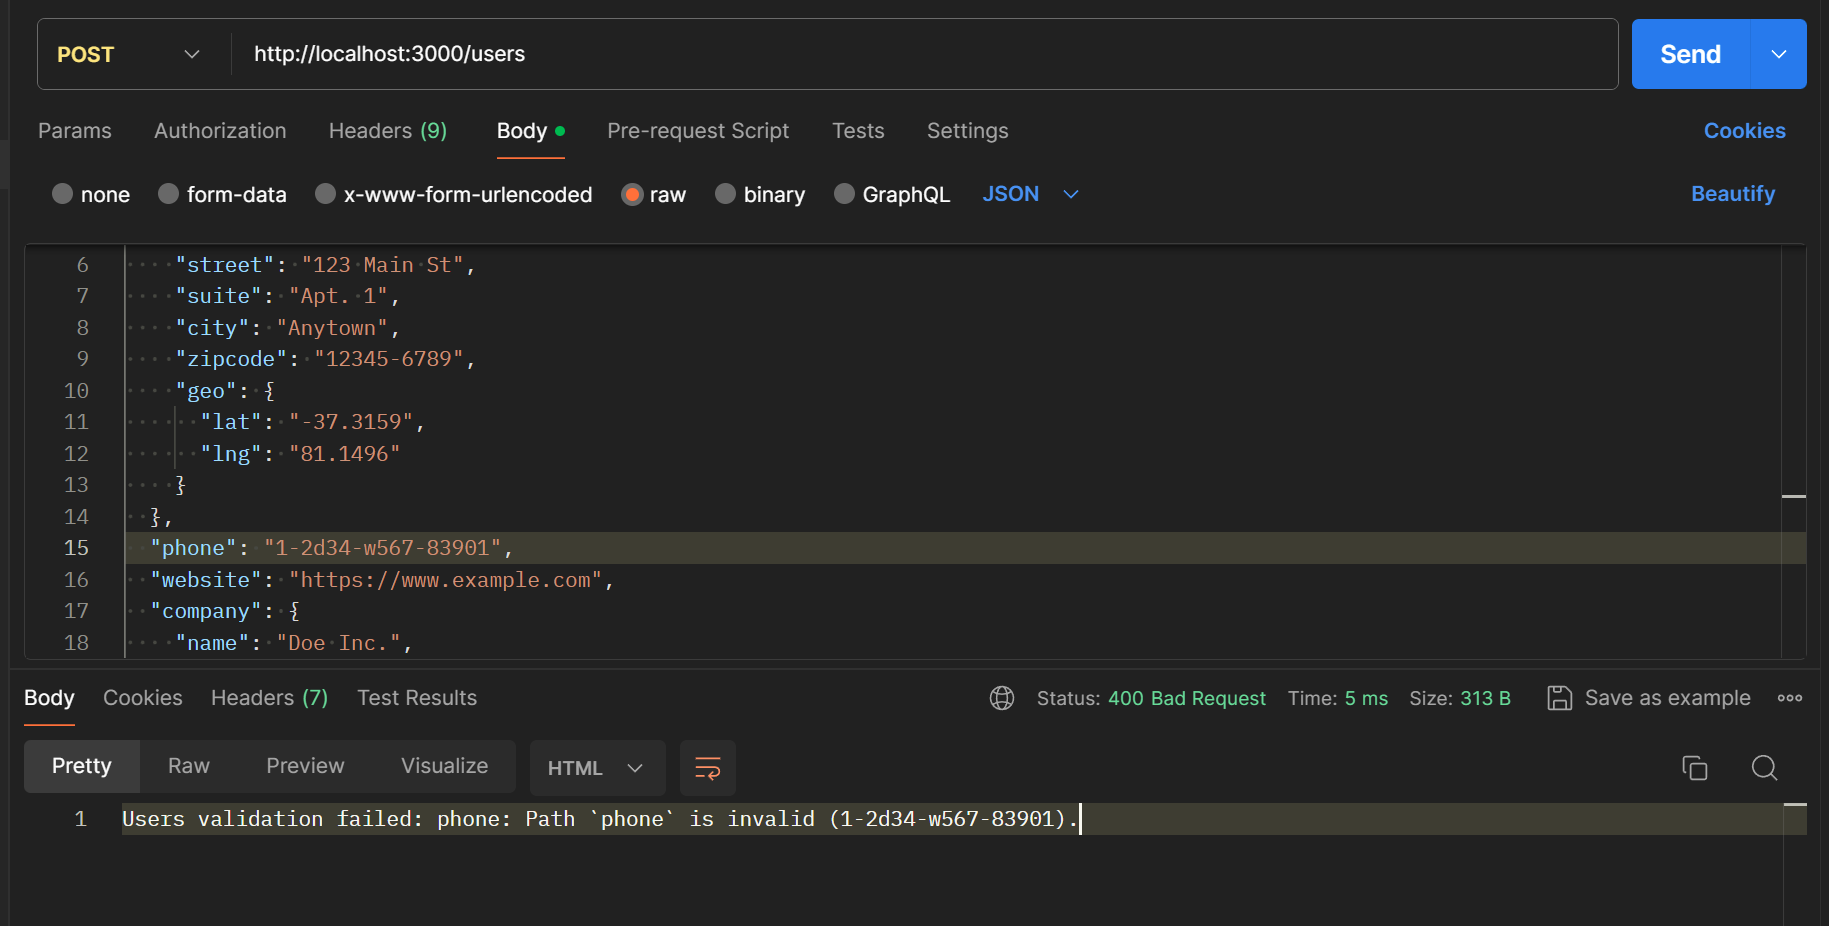 POST http://localhost:3000/users Send
Params Authorization Headers (9) Body Pre-request Script Tests Settings Cookies
none form-data x-www-form-urlencoded raw binary GraphQL JSON Beautify
6 "street": "123 Main St",
7 "suite": "Apt. 1",
8 "city": "Anytown",
9 "zipcode": "12345-6789",
10 "geo": {
11 "lat": "-37.3159",
12 "lng": "81.1496"
13 }
14 },
15 "phone": "1-2d34-w567-83901",
16 "website": "https://www.example.com",
17 "company": {
18 "name": "Doe Inc.",
Body Cookies Headers (7) Test Results Status: 400 Bad Request Time: 5 ms Size: 313 B Save as example
Pretty Raw Preview Visualize HTML
1 Users validation failed: phone: Path `phone` is invalid (1-2d34-w567-83901).